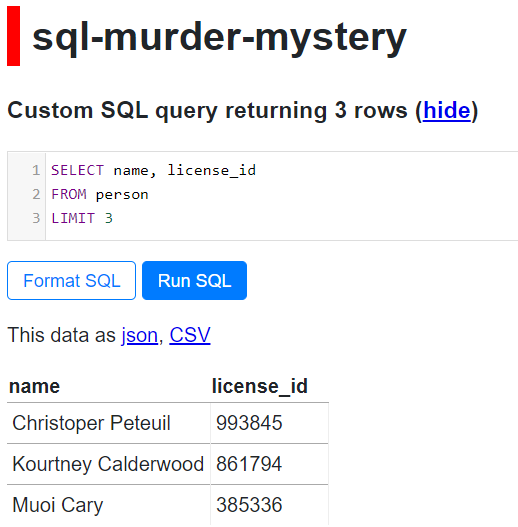 sql-murder-mystery
Custom SQL query returning 3 rows (hide)
1 SELECT name, license_id
2 FROM person
3 LIMIT 3
Format SQL Run SQL
This data as json, CSV
name license_id
Christoper Peteuil 993845
Kourtney Calderwood 861794
Muoi Cary 385336